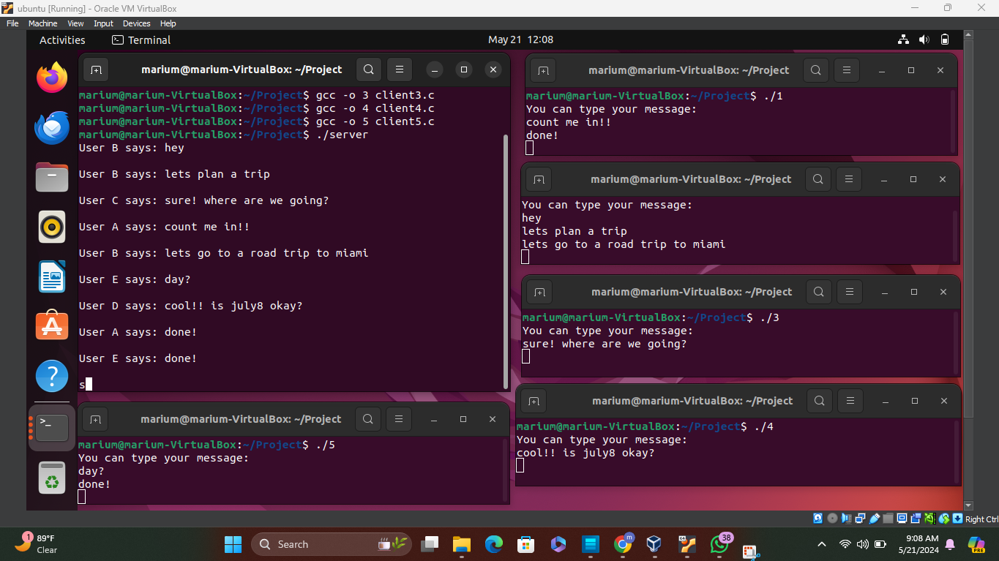 ubuntu [Running] - Oracle VM VirtualBox
File Machine View Input Devices Help
Activities Terminal May 21 12:08
marium@marium-VirtualBox: ~/Project
marium@marium-VirtualBox:~/Project$ gcc -o 3 client3.c
marium@marium-VirtualBox:~/Project$ gcc -o 4 client4.c
marium@marium-VirtualBox:~/Project$ gcc -o 5 client5.c
marium@marium-VirtualBox:~/Project$ ./server
User B says: hey
User B says: lets plan a trip
User C says: sure! where are we going?
User A says: count me in!!
User B says: lets go to a road trip to miami
User E says: day?
User D says: cool!! is july8 okay?
User A says: done!
User E says: done!
s
marium@marium-VirtualBox: ~/Project
marium@marium-VirtualBox:~/Project$ ./5
You can type your message:
day?
done!
marium@marium-VirtualBox: ~/Project
marium@marium-VirtualBox:~/Project$ ./1
You can type your message:
count me in!!
done!
marium@marium-VirtualBox: ~/Project
You can type your message:
hey
lets plan a trip
lets go to a road trip to miami
marium@marium-VirtualBox: ~/Project
marium@marium-VirtualBox:~/Project$ ./3
You can type your message:
sure! where are we going?
marium@marium-VirtualBox: ~/Project
marium@marium-VirtualBox:~/Project$ ./4
You can type your message:
cool!! is july8 okay?
Right Ctrl
1
89°F
Clear
Search
m
64
38
PRE
9:08 AM
5/21/2024